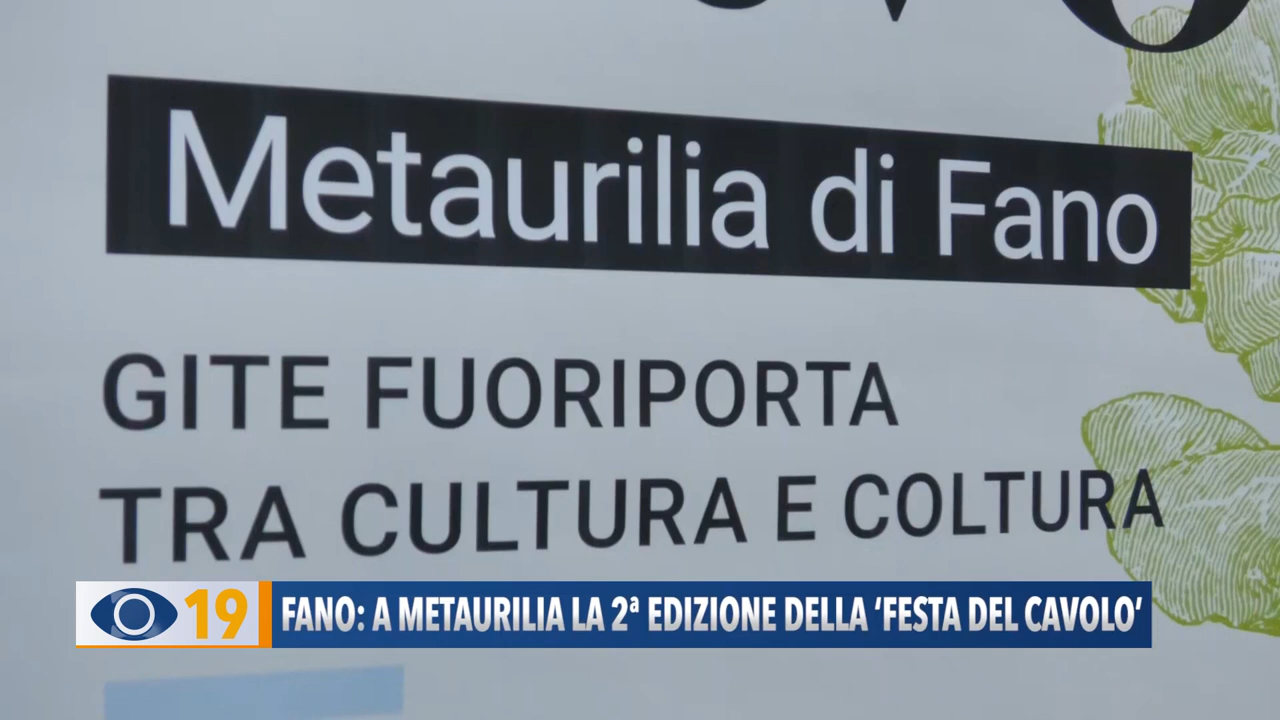 Metaurilia di Fano
GITE FUORIPORTA
TRA CULTURA E COLTURA
19 FANO: A METAURILIA LA 2ª EDIZIONE DELLA ‘FESTA DEL CAVOLO’